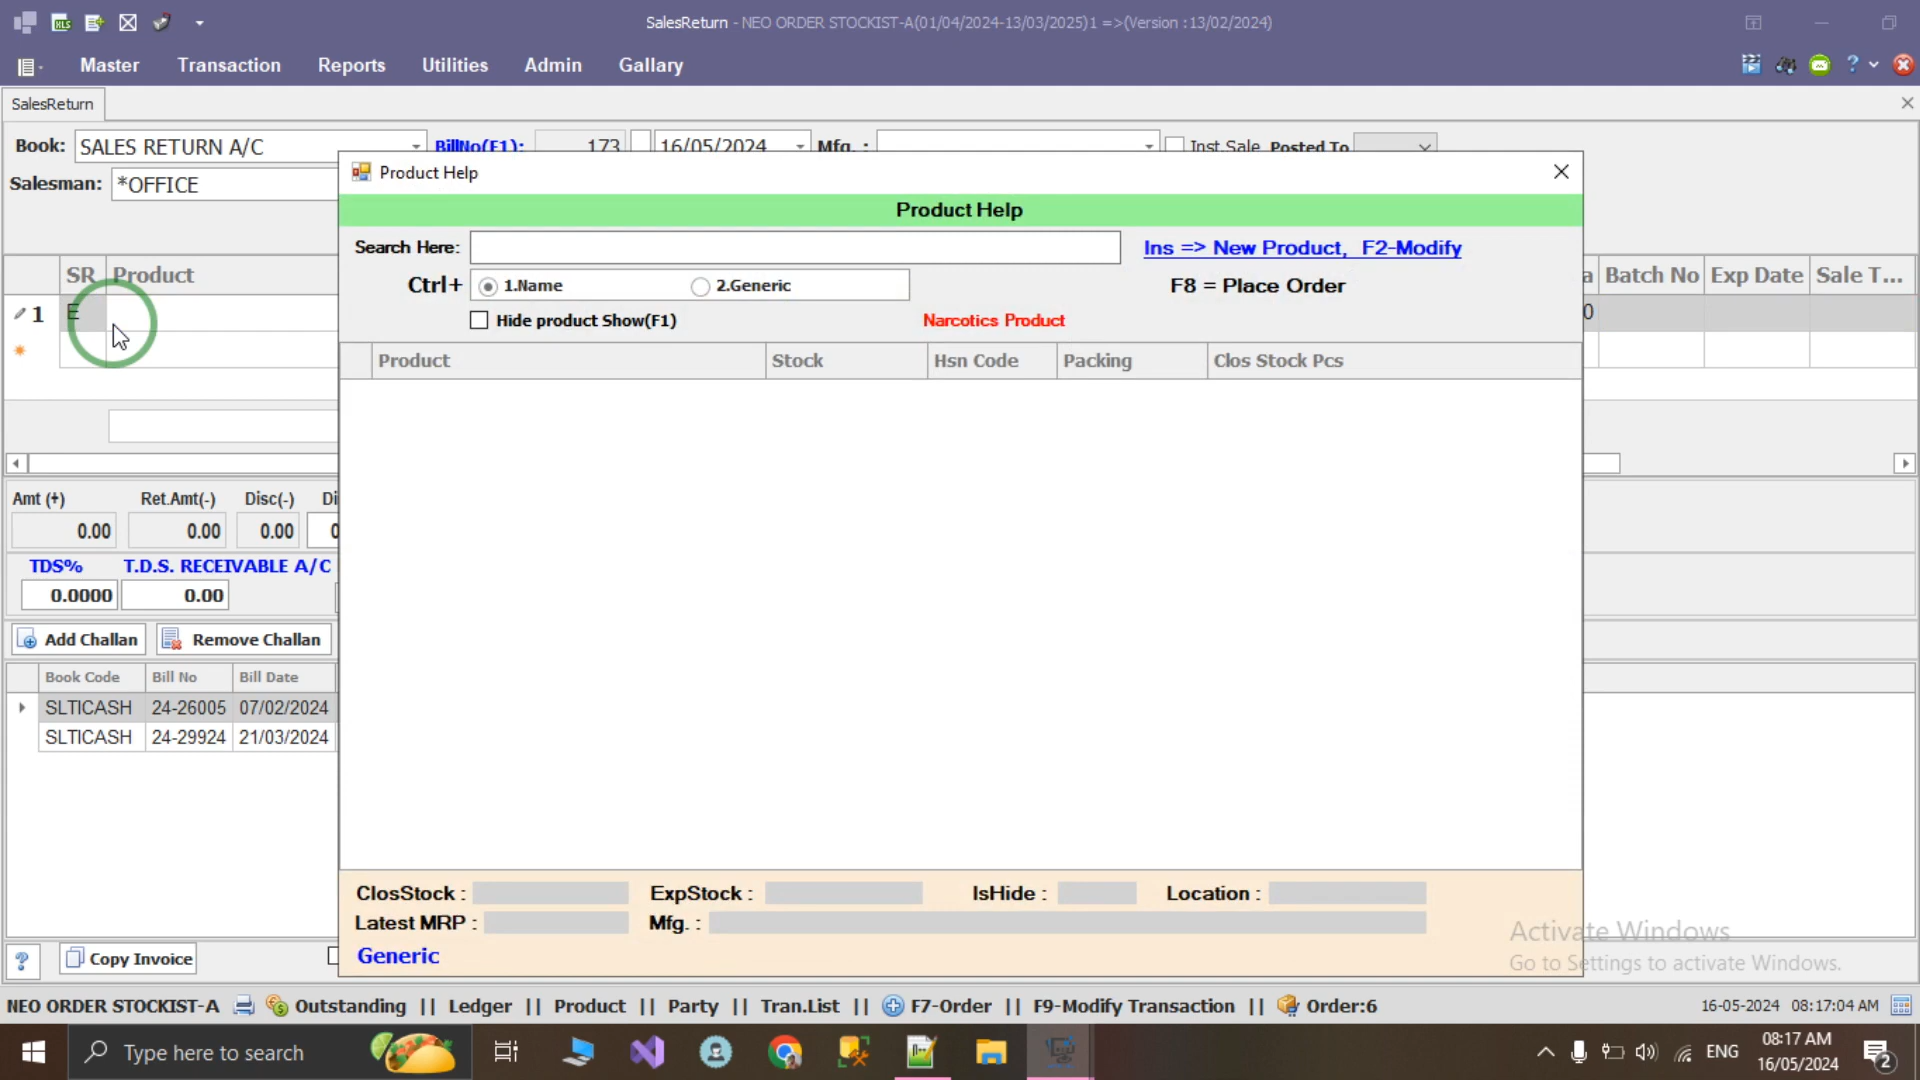 SalesReturn - NEO ORDER STOCKIST-A(01/04/2024-13/03/2025)1 =>(Version :13/02/2024)
Master Transaction Reports Utilities Admin Gallary
SalesReturn
Book: SALES RETURN A/C BillNo(F1): 173 16/05/2024 Mfg. : Inst.Sale Posted To
Salesman: *OFFICE
Product Help
Product Help
Search Here: Ins => New Product, F2-Modify
Ctrl+ 1.Name 2.Generic F8 = Place Order
Hide product Show(F1) Narcotics Product
SR Product Batch No Exp Date Sale T...
1 E
Product Stock Hsn Code Packing Clos Stock Pcs
Amt (+) Ret.Amt(-) Disc(-)
0.00 0.00 0.00
TDS% T.D.S. RECEIVABLE A/C
0.0000 0.00
Add Challan Remove Challan
Book Code Bill No Bill Date
SLTICASH 24-26005 07/02/2024
SLTICASH 24-29924 21/03/2024
ClosStock : ExpStock : IsHide : Location :
Latest MRP : Mfg. :
Generic
Copy Invoice
Activate Windows
Go to Settings to activate Windows.
NEO ORDER STOCKIST-A Outstanding || Ledger || Product || Party || Tran.List || F7-Order || F9-Modify Transaction || Order:6 16-05-2024 08:17:04 AM
Type here to search ENG 08:17 AM
16/05/2024 2